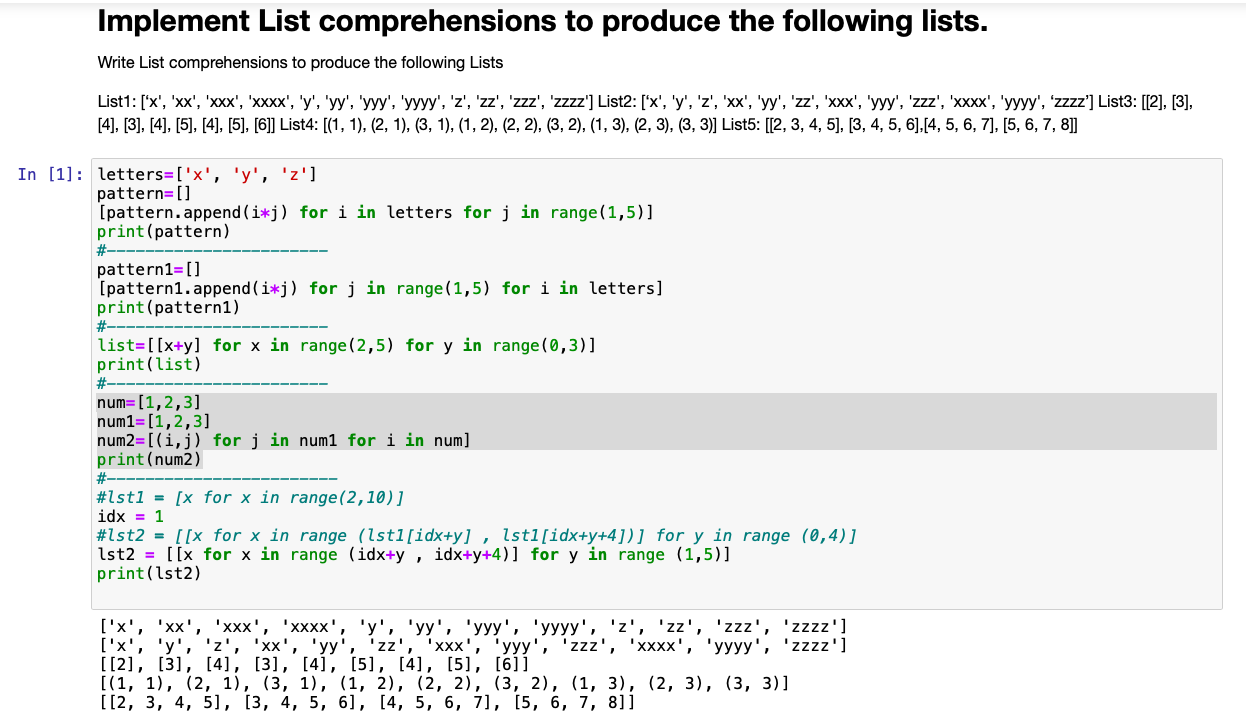 Implement List comprehensions to produce the following lists.
Write List comprehensions to produce the following Lists
List1: [‘x', 'xx', 'xxx', 'xxxx', 'y', 'yy', 'yyy', 'yyyy', 'z', 'zz', 'zzz', 'zzzz'] List2: [‘x', 'y', 'z', 'xx', 'yy', 'zz', 'xxx', 'yyy', 'zzz', 'xxxx', 'yyyy', ‘zzzz’] List3: [[2], [3],
[4], [3], [4], [5], [4], [5], [6]] List4: [(1, 1), (2, 1), (3, 1), (1, 2), (2, 2), (3, 2), (1, 3), (2, 3), (3, 3)] List5: [[2, 3, 4, 5], [3, 4, 5, 6],[4, 5, 6, 7], [5, 6, 7, 8]]
In [1]: letters=['x', 'y', 'z']
pattern=[]
[pattern.append(i*j) for i in letters for j in range(1,5)]
print(pattern)
#-----------------------
pattern1=[]
[pattern1.append(i*j) for j in range(1,5) for i in letters]
print(pattern1)
#-----------------------
list=[[x+y] for x in range(2,5) for y in range(0,3)]
print(list)
#-----------------------
num=[1,2,3]
num1=[1,2,3]
num2=[(i,j) for j in num1 for i in num]
print(num2)
#------------------------
#lst1 = [x for x in range(2,10)]
idx = 1
#lst2 = [[x for x in range (lst1[idx+y] , lst1[idx+y+4])] for y in range (0,4)]
lst2 = [[x for x in range (idx+y , idx+y+4)] for y in range (1,5)]
print(lst2)
['x', 'xx', 'xxx', 'xxxx', 'y', 'yy', 'yyy', 'yyyy', 'z', 'zz', 'zzz', 'zzzz']
['x', 'y', 'z', 'xx', 'yy', 'zz', 'xxx', 'yyy', 'zzz', 'xxxx', 'yyyy', 'zzzz']
[[2], [3], [4], [3], [4], [5], [4], [5], [6]]
[(1, 1), (2, 1), (3, 1), (1, 2), (2, 2), (3, 2), (1, 3), (2, 3), (3, 3)]
[[2, 3, 4, 5], [3, 4, 5, 6], [4, 5, 6, 7], [5, 6, 7, 8]]